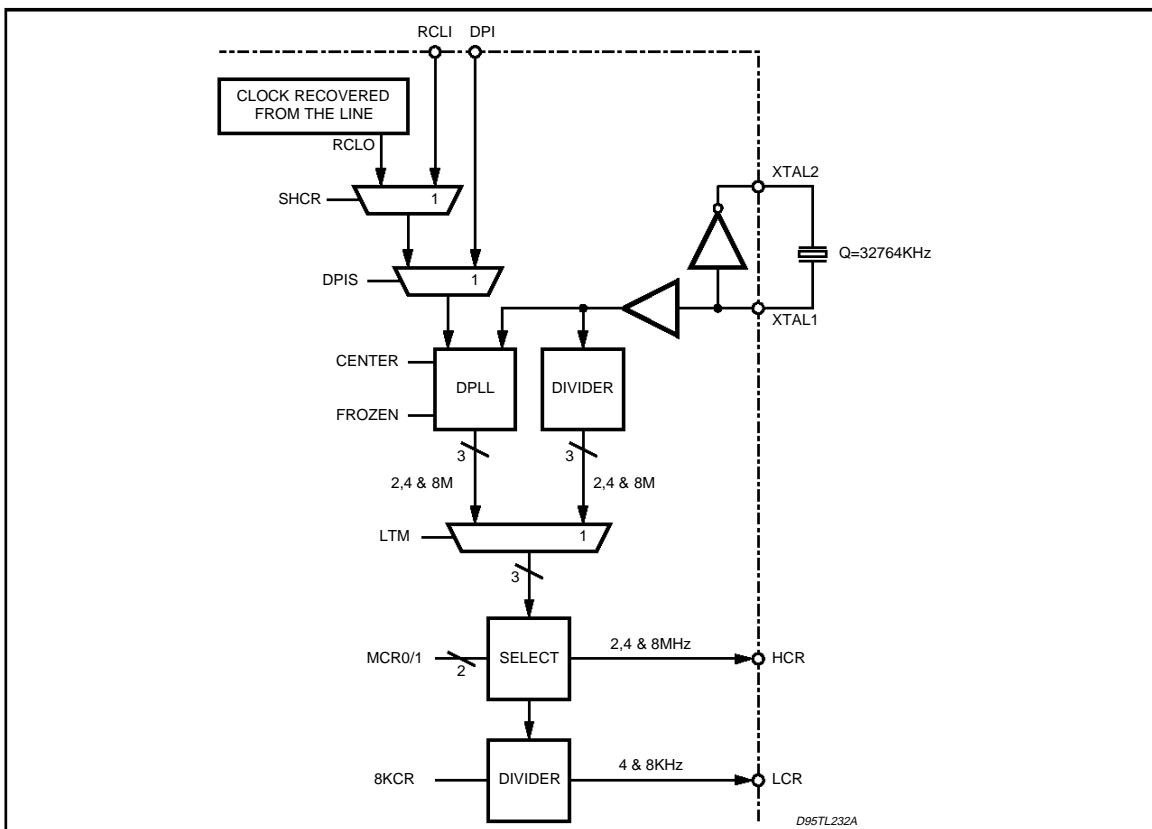 RCLI DPI
CLOCK RECOVERED
FROM THE LINE
RCLO
XTAL2
SHCR
1
Q=32764KHz
DPIS
1
XTAL1
CENTER
DPLL
DIVIDER
FROZEN
3
3
2,4 & 8M
2,4 & 8M
LTM
1
3
MCR0/1
2
SELECT
2,4 & 8MHz
HCR
8KCR
DIVIDER
4 & 8KHz
LCR
D95TL232A